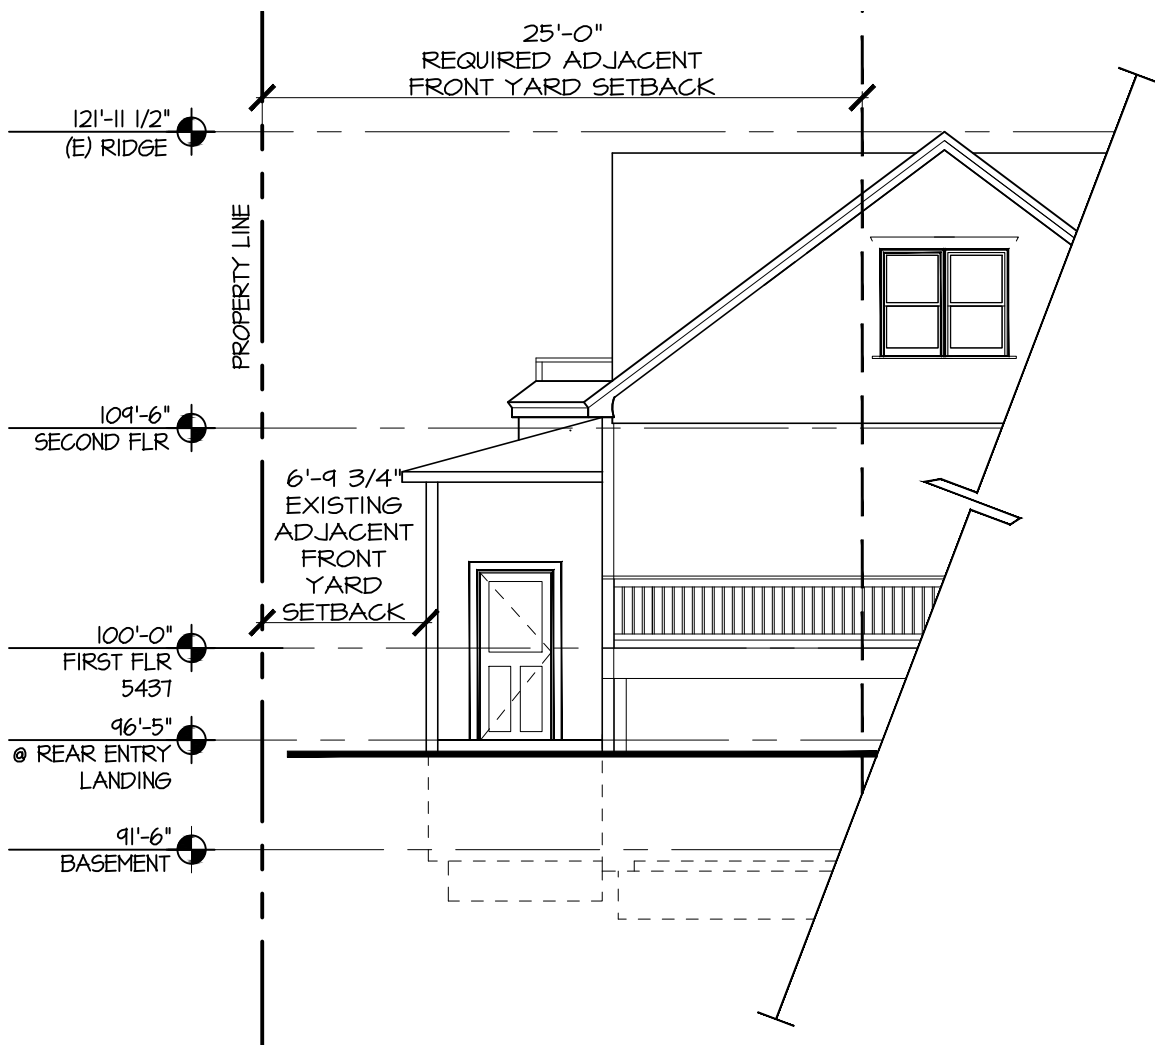 25'-0"
REQUIRED ADJACENT
FRONT YARD SETBACK
121'-11 1/2"
(E) RIDGE
PROPERTY LINE
109'-6"
SECOND FLR
6'-9 3/4"
EXISTING
ADJACENT
FRONT
YARD
SETBACK
100'-0"
FIRST FLR
5437
96'-5"
@ REAR ENTRY
LANDING
91'-6"
BASEMENT